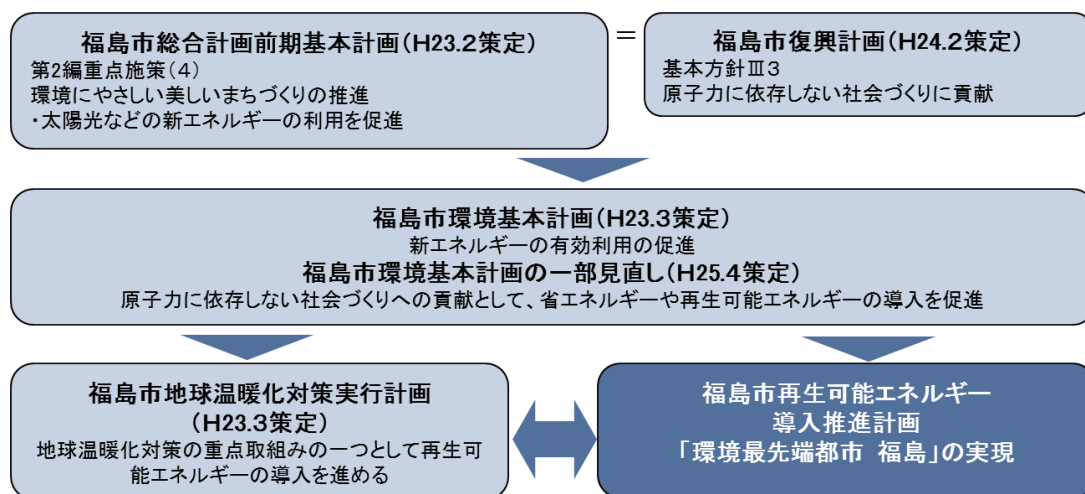 福島市総合計画前期基本計画(H23.2策定)
第2編重点施策(4)
環境にやさしい美しいまちづくりの推進
・太陽光などの新エネルギーの利用を促進
=
福島市復興計画(H24.2策定)
基本方針Ⅲ3
原子力に依存しない社会づくりに貢献
福島市環境基本計画(H23.3策定)
新エネルギーの有効利用の促進
福島市環境基本計画の一部見直し(H25.4策定)
原子力に依存しない社会づくりへの貢献として、省エネルギーや再生可能エネルギーの導入を促進
福島市地球温暖化対策実行計画
(H23.3策定)
地球温暖化対策の重点取組みの一つとして再生可
能エネルギーの導入を進める
福島市再生可能エネルギー
導入推進計画
「環境最先端都市 福島」の実現